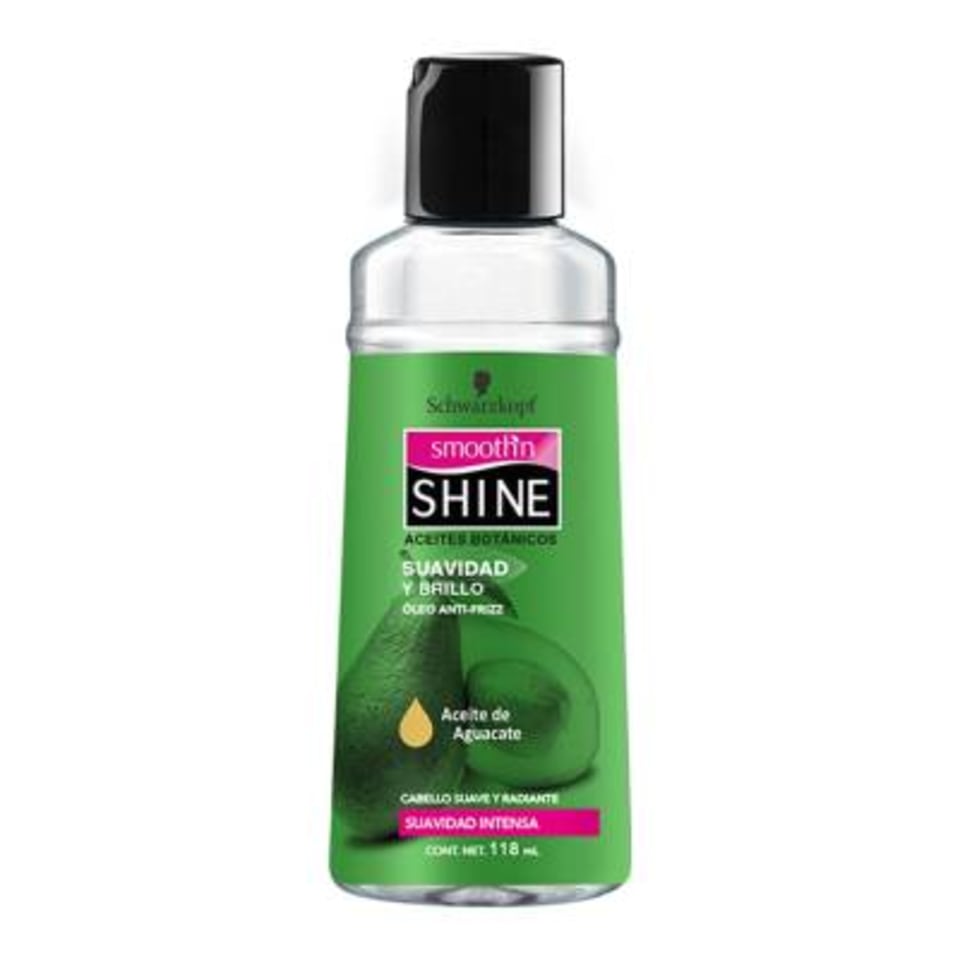 Schwarzkopf
smooth'n
SHINE
ACEITES BOTÁNICOS
SUAVIDAD
Y BRILLO
ÓLEO ANTI-FRIZZ
Aceite de
Aguacate
CABELLO SUAVE Y RADIANTE
SUAVIDAD INTENSA
CONT. NET. 118 mL